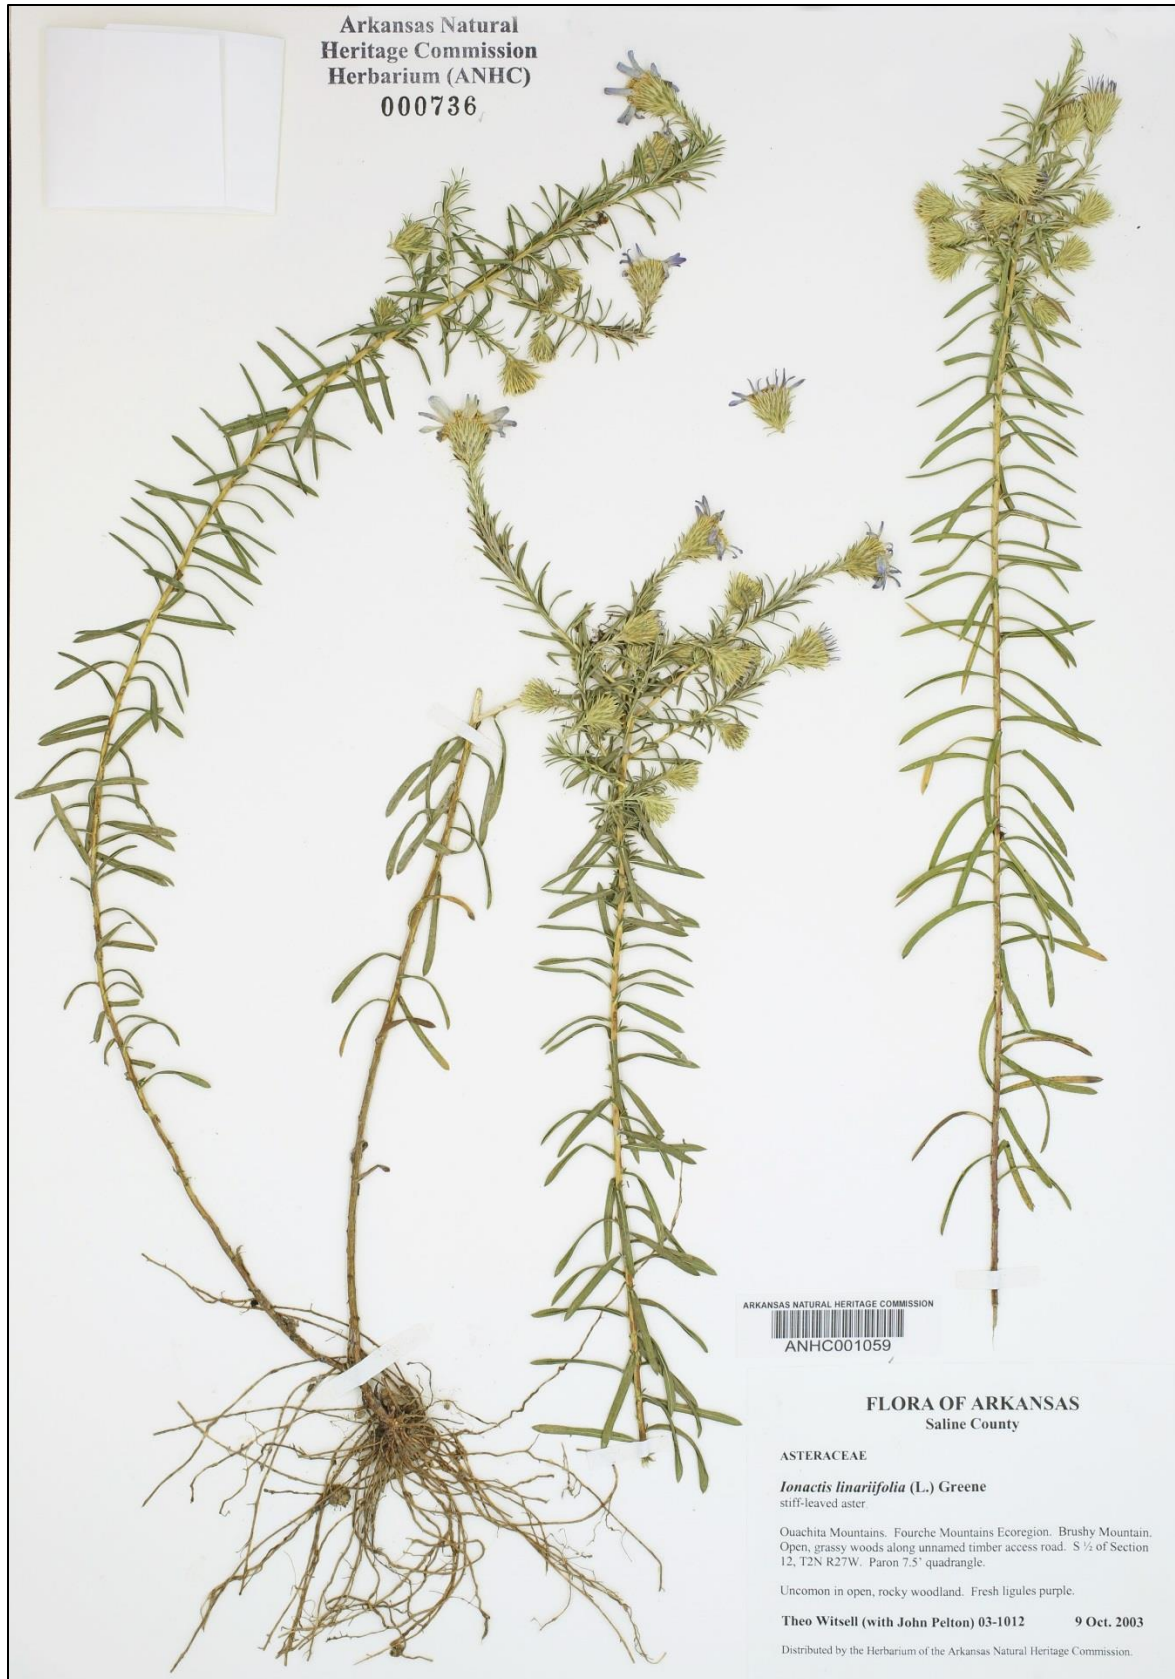 Arkansas Natural
Heritage Commission
Herbarium (ANHC)
000736
ARKANSAS NATURAL HERITAGE COMMISSION
ANHC001059
FLORA OF ARKANSAS
Saline County
ASTERACEAE
Ionactis linariifolia (L.) Greene
stiff-leaved aster
Ouachita Mountains. Fourche Mountains Ecoregion. Brushy Mountain.
Open, grassy woods along unnamed timber access road. S ½ of Section
12, T2N R27W. Paron 7.5' quadrangle.
Uncomon in open, rocky woodland. Fresh ligules purple.
Theo Witsell (with John Pelton) 03-1012 9 Oct. 2003
Distributed by the Herbarium of the Arkansas Natural Heritage Commission.